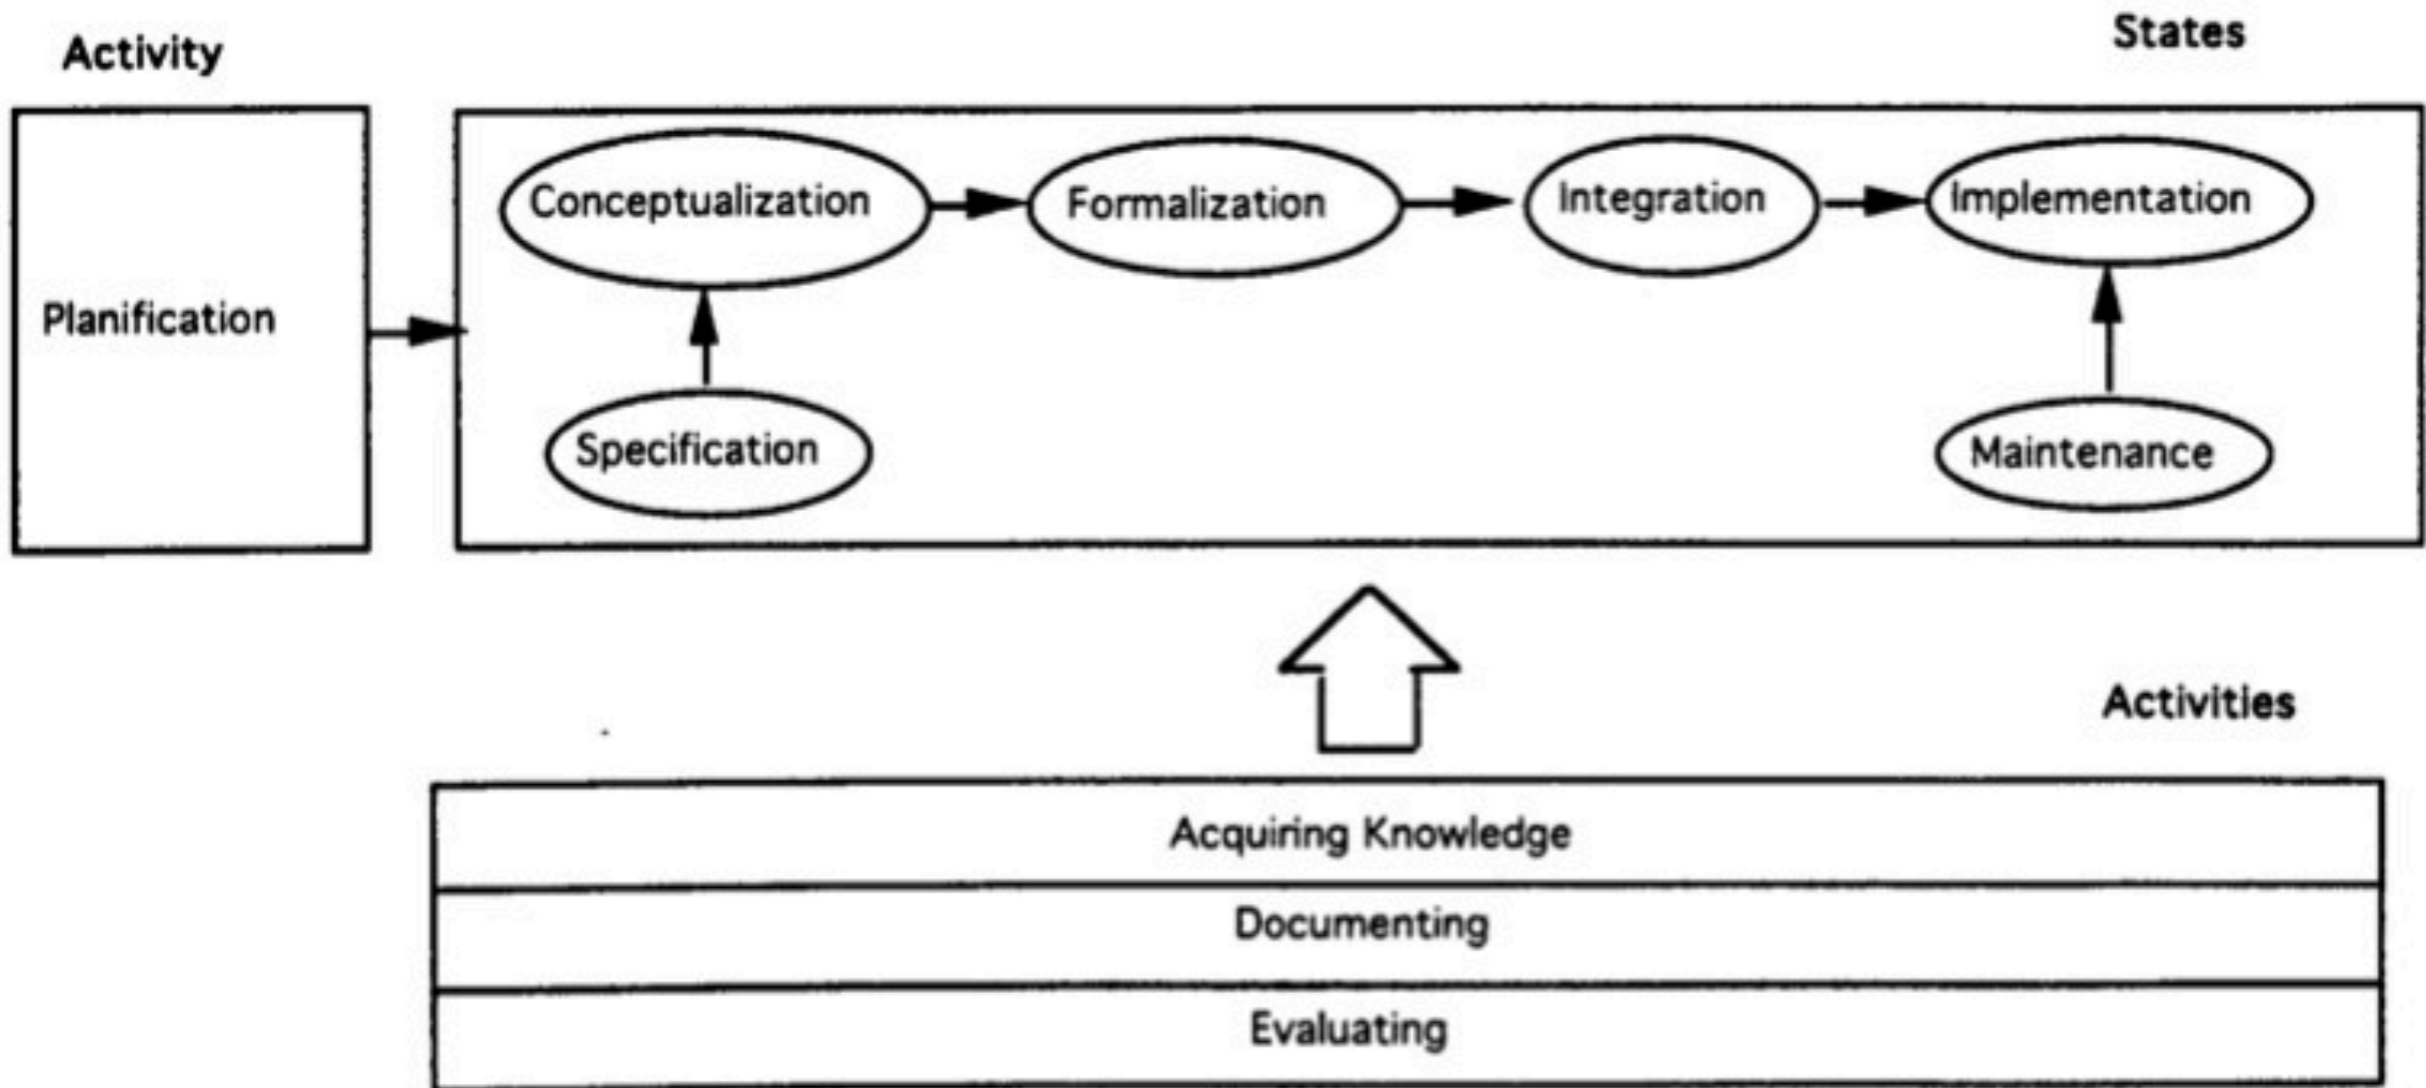 Activity
States
Planification
Conceptualization
Formalization
Integration
Implementation
Specification
Maintenance
Activities
Acquiring Knowledge
Documenting
Evaluating